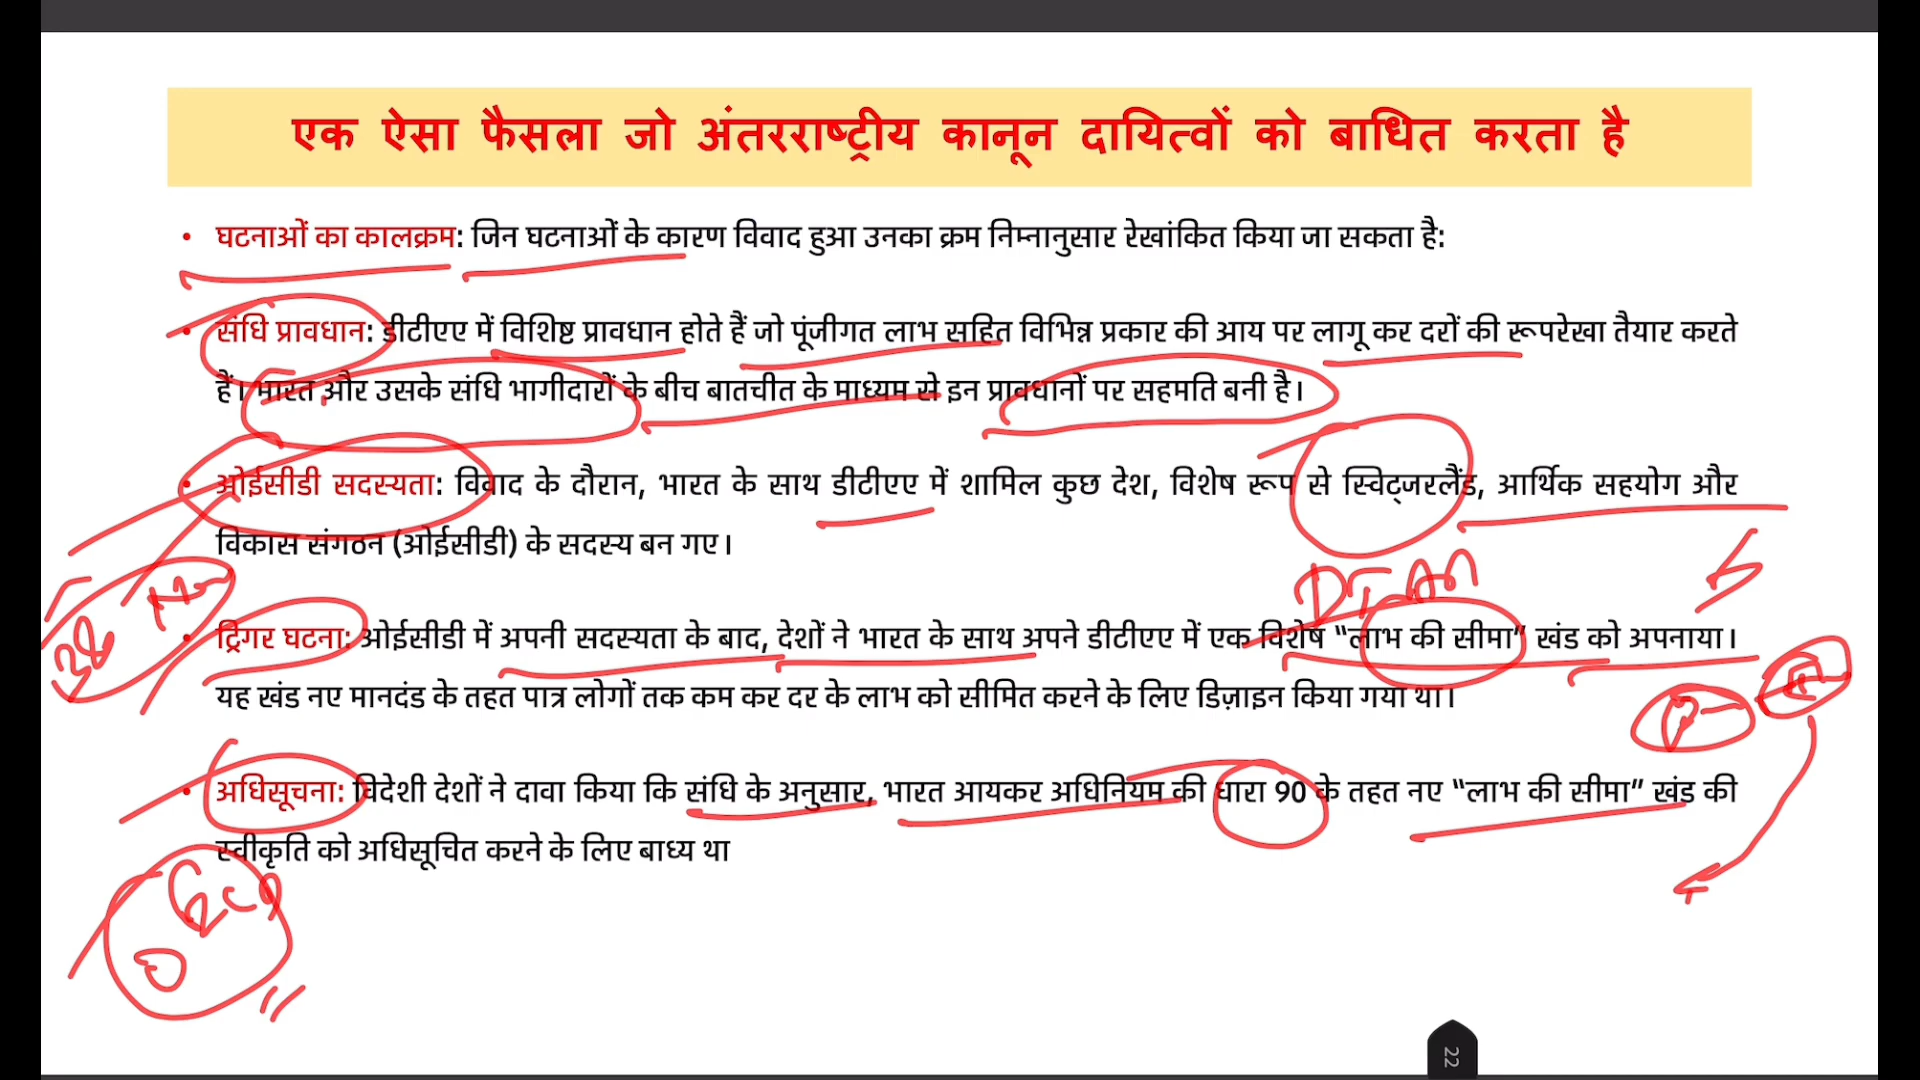 एक ऐसा फैसला जो अंतरराष्ट्रीय कानून दायित्वों को बाधित करता है
• घटनाओं का कालक्रम: जिन घटनाओं के कारण विवाद हुआ उनका क्रम निम्नानुसार रेखांकित किया जा सकता है:
• संधि प्रावधान: डीटीएए में विशिष्ट प्रावधान होते हैं जो पूंजीगत लाभ सहित विभिन्न प्रकार की आय पर लागू कर दरों की रूपरेखा तैयार करते
हैं। भारत और उसके संधि भागीदारों के बीच बातचीत के माध्यम से इन प्रावधानों पर सहमति बनी है।
• ओईसीडी सदस्यता: विवाद के दौरान, भारत के साथ डीटीएए में शामिल कुछ देश, विशेष रूप से स्विट्जरलैंड, आर्थिक सहयोग और
विकास संगठन (ओईसीडी) के सदस्य बन गए।
• ट्रिगर घटना: ओईसीडी में अपनी सदस्यता के बाद, देशों ने भारत के साथ अपने डीटीएए में एक विशेष “लाभ की सीमा” खंड को अपनाया।
यह खंड नए मानदंड के तहत पात्र लोगों तक कम कर दर के लाभ को सीमित करने के लिए डिज़ाइन किया गया था।
• अधिसूचना: विदेशी देशों ने दावा किया कि संधि के अनुसार, भारत आयकर अधिनियम की धारा 90 के तहत नए “लाभ की सीमा” खंड की
स्वीकृति को अधिसूचित करने के लिए बाध्य था
22